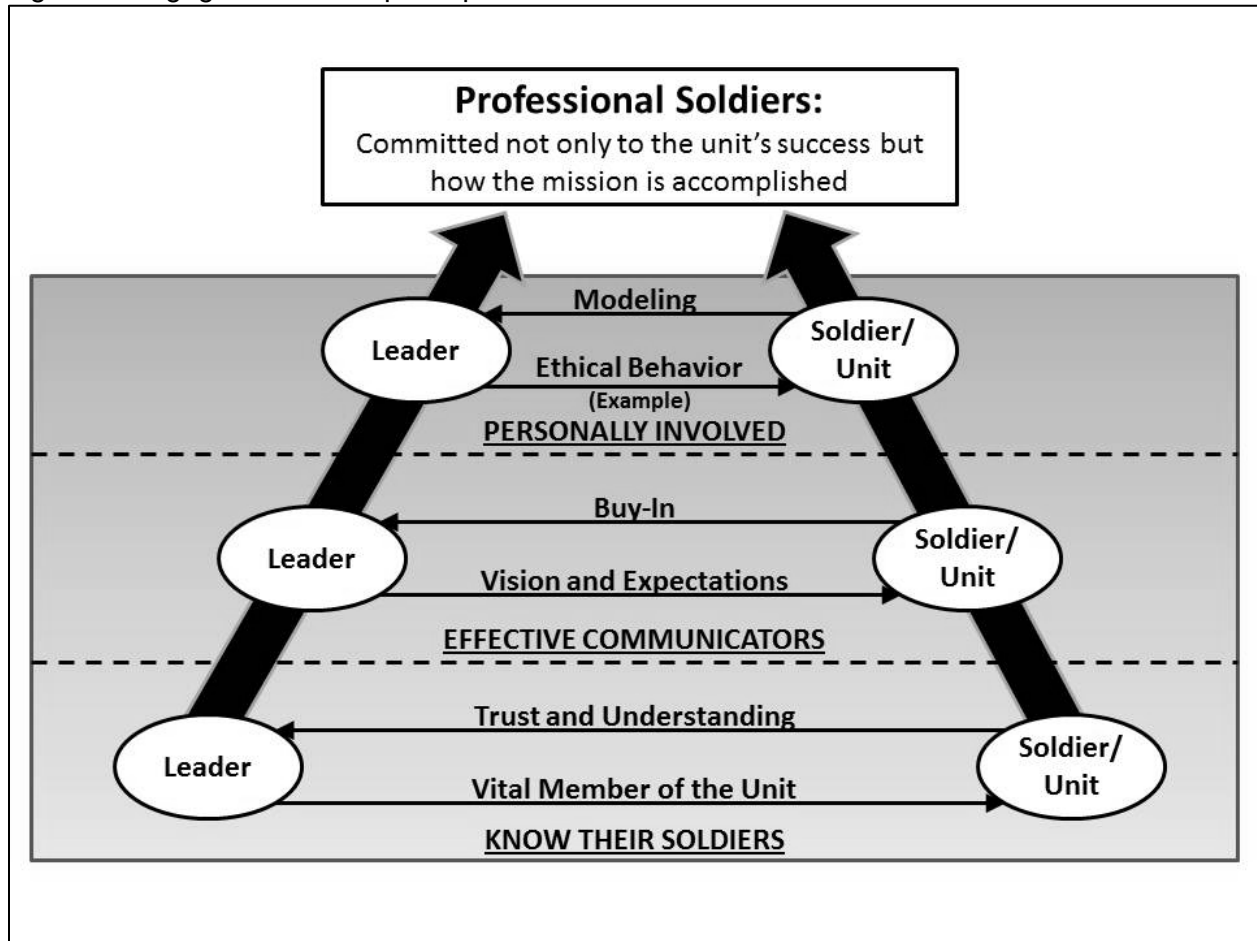 Professional Soldiers:
Committed not only to the unit's success but
how the mission is accomplished
Modeling
Leader
Soldier/
Unit
Ethical Behavior
(Example)
PERSONALLY INVOLVED
Buy-In
Leader
Soldier/
Unit
Vision and Expectations
EFFECTIVE COMMUNICATORS
Trust and Understanding
Leader
Soldier/
Unit
Vital Member of the Unit
KNOW THEIR SOLDIERS